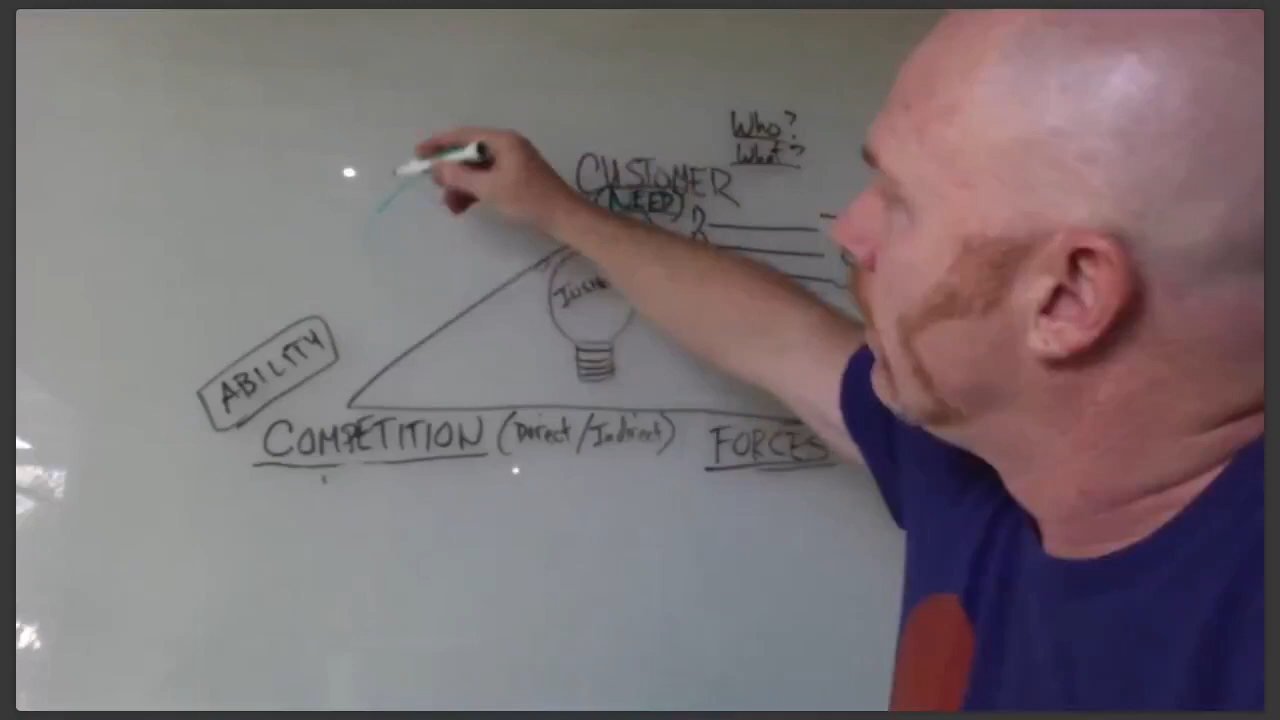 Who?
What?
CUSTOMER
(NEED)
ABILITY
COMPETITION (Direct/Indirect) FORCES